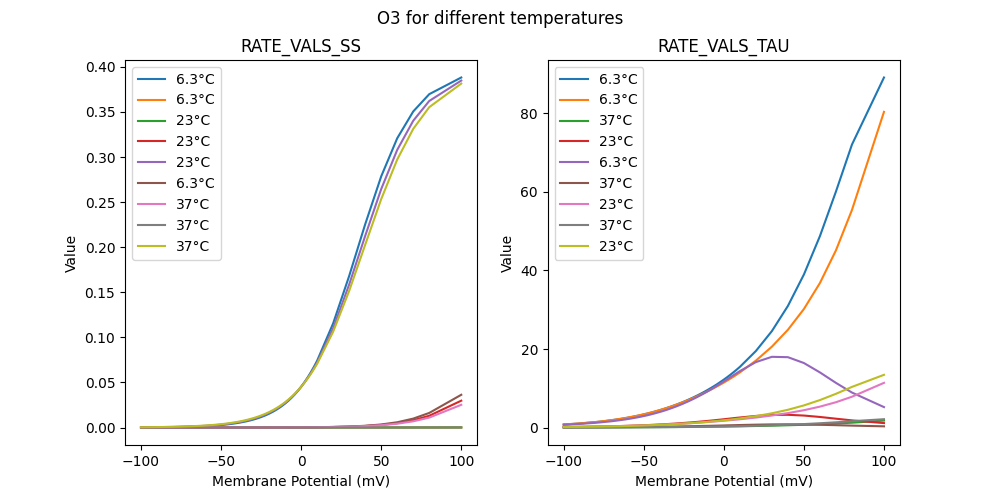 O3 for different temperatures
RATE_VALS_SS
0.40
0.35
0.30
0.25
0.20
0.15
0.10
0.05
0.00
Value
6.3°C
6.3°C
23°C
23°C
23°C
6.3°C
37°C
37°C
37°C
−100
−50
0
50
100
Membrane Potential (mV)
RATE_VALS_TAU
80
60
40
20
0
Value
6.3°C
6.3°C
37°C
23°C
6.3°C
37°C
23°C
37°C
23°C
−100
−50
0
50
100
Membrane Potential (mV)